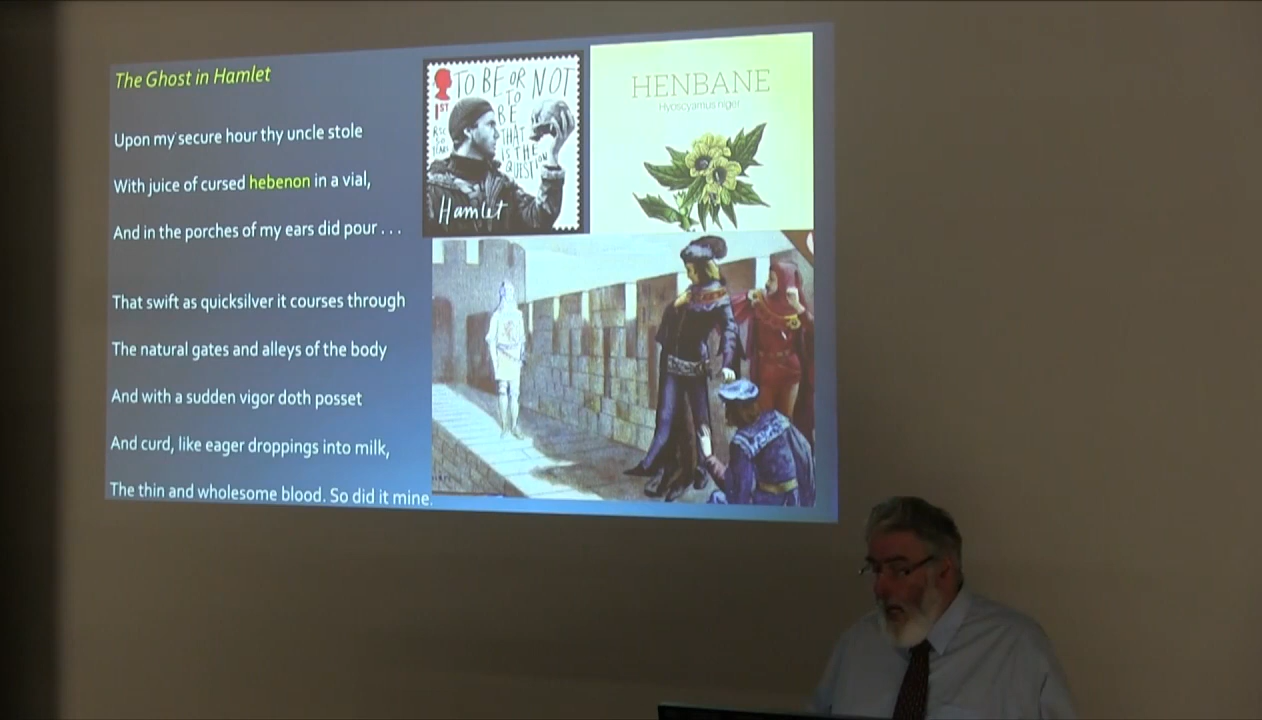 The Ghost in Hamlet
Upon my secure hour thy uncle stole
With juice of cursed hebenon in a vial,
And in the porches of my ears did pour . . .
That swift as quicksilver it courses through
The natural gates and alleys of the body
And with a sudden vigor doth posset
And curd, like eager droppings into milk,
The thin and wholesome blood. So did it mine.
TO BE OR NOT
TO
BE
THAT
IS THE
QUESTION
1ST
RSC
50
YEARS
Hamlet
HENBANE
Hyoscyamus niger